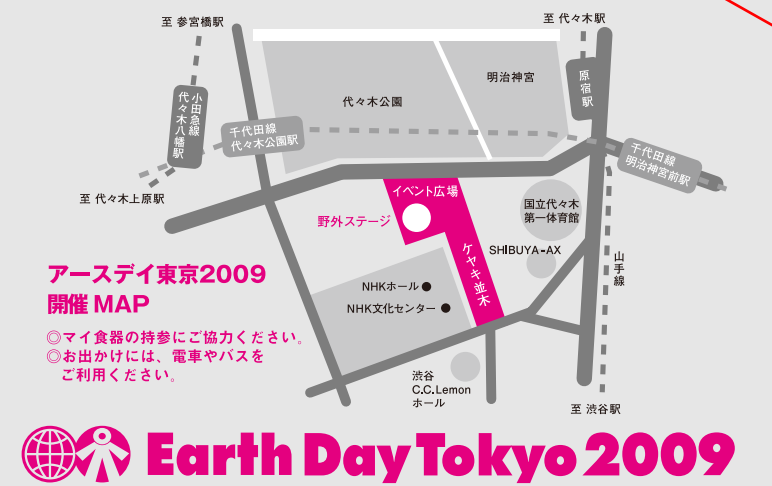 至 参宮橋駅
至 代々木駅
代々木公園
明治神宮
原宿駅
小田急線
代々木八幡駅
千代田線
代々木公園駅
千代田線
明治神宮前駅
至 代々木上原駅
イベント広場
野外ステージ
国立代々木
第一体育館
SHIBUYA-AX
ケヤキ並木
山手線
アースデイ東京2009
開催 MAP
NHKホール
NHK文化センター
◎マイ食器の持参にご協力ください。
◎お出かけには、電車やバスを
ご利用ください。
渋谷
C.C.Lemon
ホール
至 渋谷駅
Earth Day Tokyo 2009